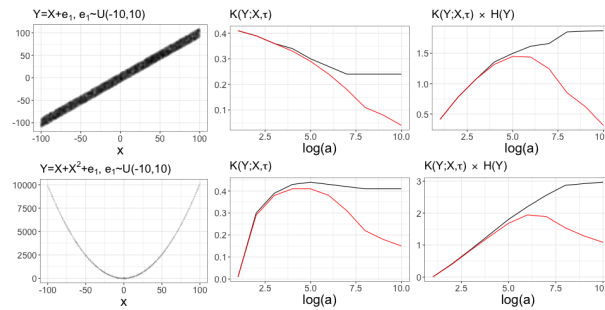 Y=X+e₁, e₁~U(-10,10)
K(Y;X,τ)
K(Y;X,τ) × H(Y)
100
50
0
-50
-100
-100 -50 0 50 100
x
0.4
0.3
0.2
0.1
2.5 5.0 7.5 10.0
log(a)
1.5
1.0
0.5
2.5 5.0 7.5 10.0
log(a)
Y=X+X²+e₁, e₁~U(-10,10)
K(Y;X,τ)
K(Y;X,τ) × H(Y)
10000
7500
5000
2500
0
-100 -50 0 50 100
x
0.4
0.3
0.2
0.1
0.0
2.5 5.0 7.5 10.0
log(a)
3
2
1
0
2.5 5.0 7.5 10.0
log(a)